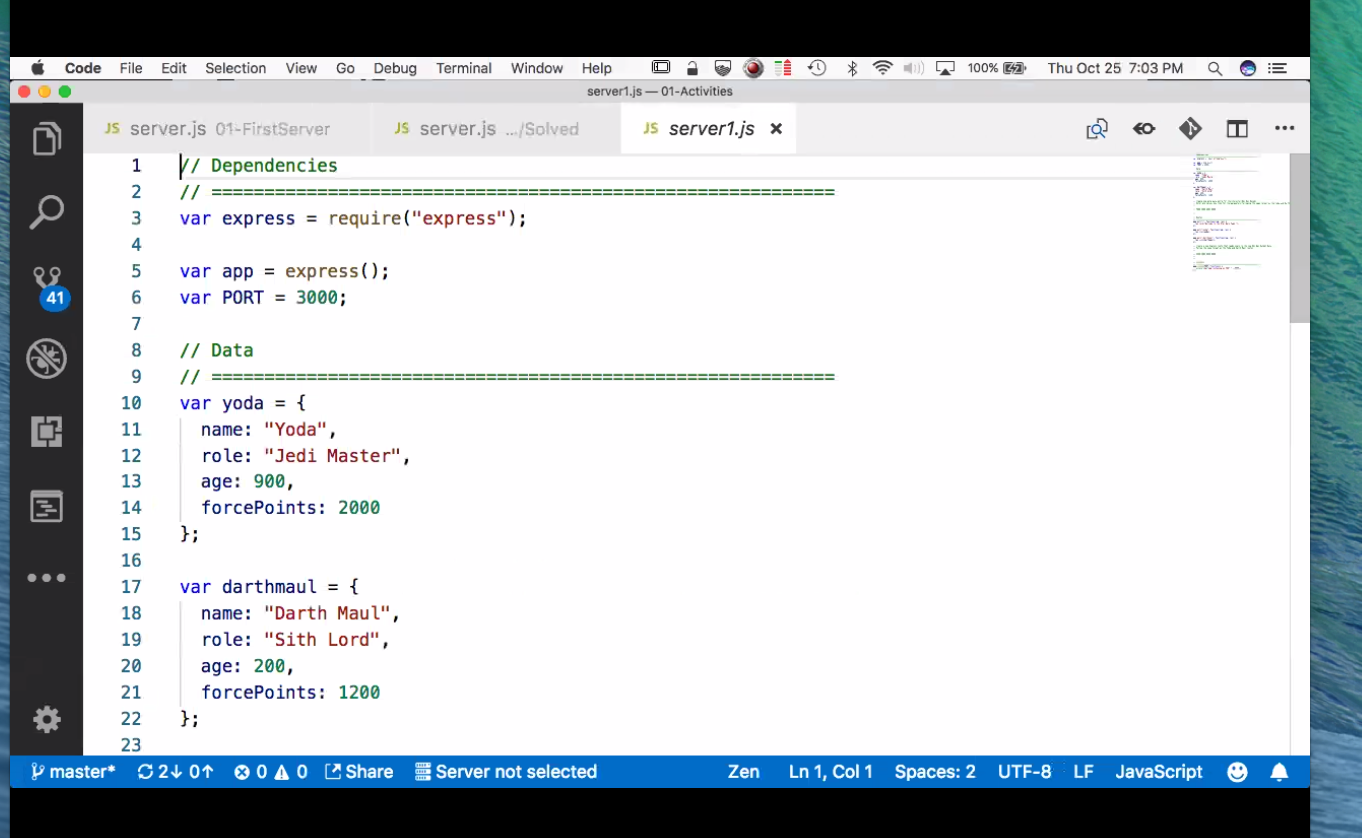 Code File Edit Selection View Go Debug Terminal Window Help 100% Thu Oct 25 7:03 PM
server1.js — 01-Activities
JS server.js 01-FirstServer JS server.js .../Solved JS server1.js ×
1 // Dependencies
2 // ===========================================================
3 var express = require("express");
4
5 var app = express();
6 var PORT = 3000;
7
8 // Data
9 // ===========================================================
10 var yoda = {
11 name: "Yoda",
12 role: "Jedi Master",
13 age: 900,
14 forcePoints: 2000
15 };
16
17 var darthmaul = {
18 name: "Darth Maul",
19 role: "Sith Lord",
20 age: 200,
21 forcePoints: 1200
22 };
23
41
master* 2↓ 0↑ 0 0 Share Server not selected Zen Ln 1, Col 1 Spaces: 2 UTF-8 LF JavaScript